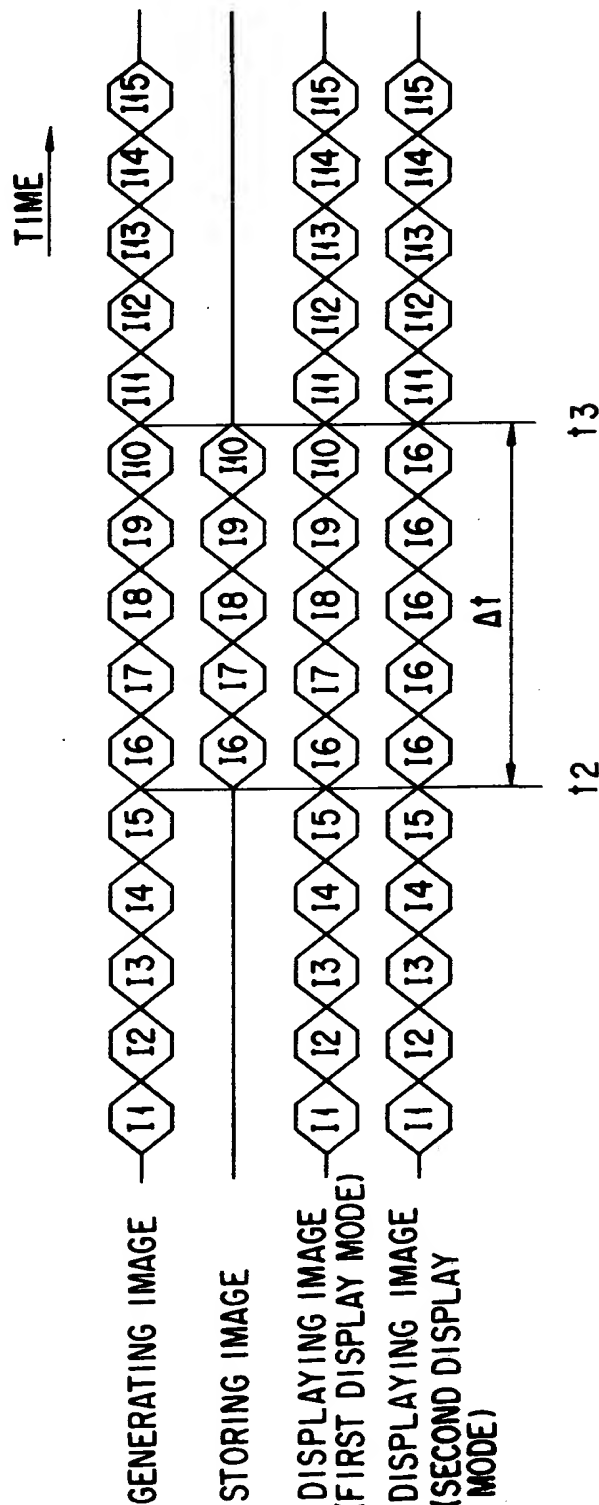 TIME
GENERATING IMAGE
I1 I2 I3 I4 I5 I6 I7 I8 I9 I10 I11 I12 I13 I14 I15
STORING IMAGE
I6 I7 I8 I9 I10
DISPLAYING IMAGE
(FIRST DISPLAY MODE)
I1 I2 I3 I4 I5 I6 I7 I8 I9 I10 I11 I12 I13 I14 I15
DISPLAYING IMAGE
(SECOND DISPLAY
MODE)
I1 I2 I3 I4 I5 I6 I6 I6 I6 I6 I11 I12 I13 I14 I15
Δt
t2 t3